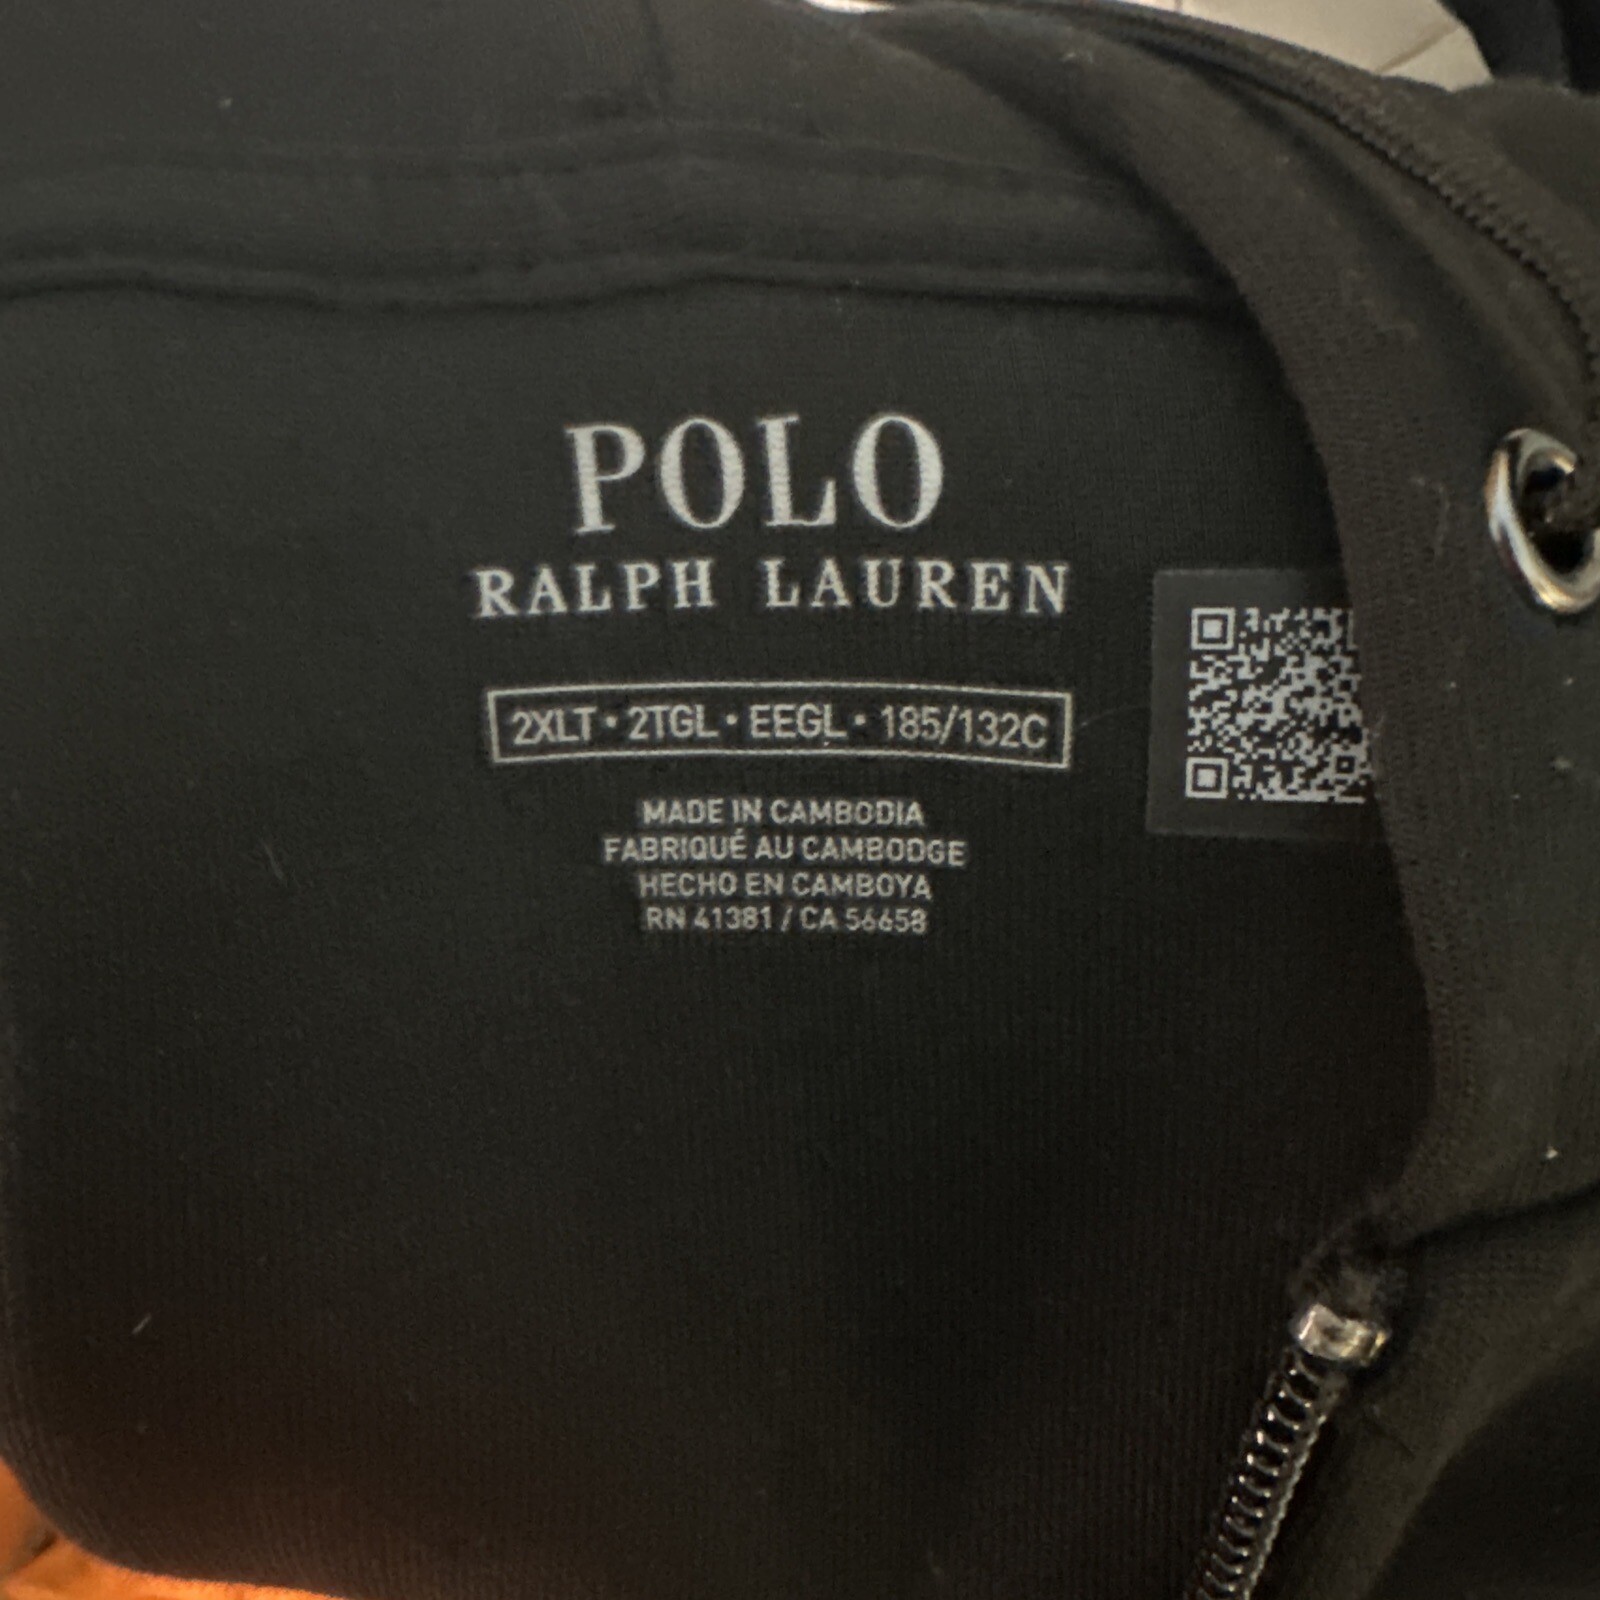 POLO
RALPH LAUREN
2XLT • 2TGL • EEGL • 185/132C
MADE IN CAMBODIA
FABRIQUÉ AU CAMBODGE
HECHO EN CAMBOYA
RN 41381 / CA 56658